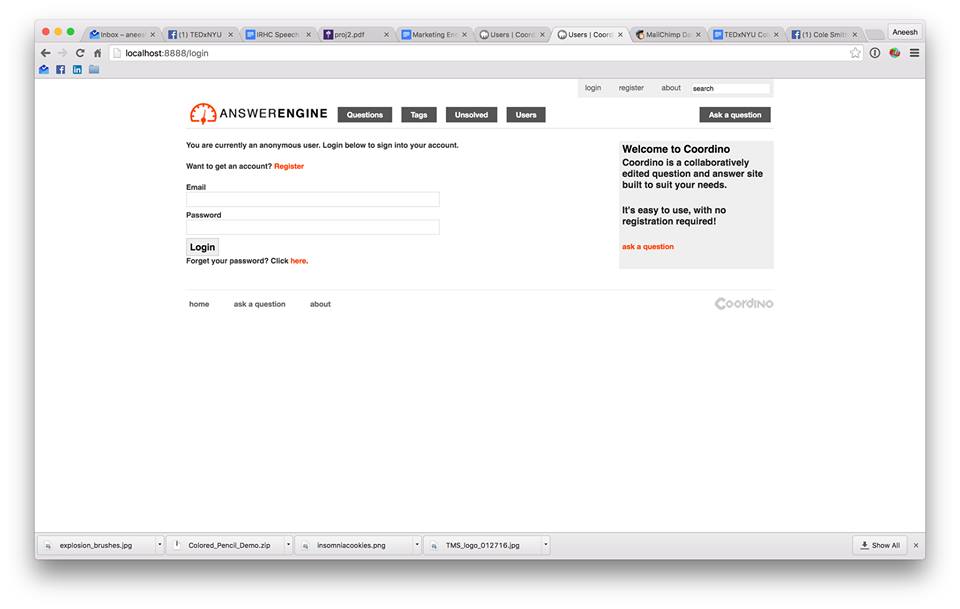 Inbox – anees
(1) TEDxNYU
IRHC Speech
proj2.pdf
Marketing Eng
Users | Coord
Users | Coord
MailChimp Da
TEDxNYU Col
(1) Cole Smith
Aneesh
localhost:8888/login
login register about search
ANSWERENGINE Questions Tags Unsolved Users Ask a question
You are currently an anonymous user. Login below to sign into your account.
Want to get an account? Register
Email
Password
Login
Forget your password? Click here.
Welcome to Coordino
Coordino is a collaboratively
edited question and answer site
built to suit your needs.
It's easy to use, with no
registration required!
ask a question
home ask a question about
Coordino
explosion_brushes.jpg
Colored_Pencil_Demo.zip
insomniacookies.png
TMS_logo_012716.jpg
Show All